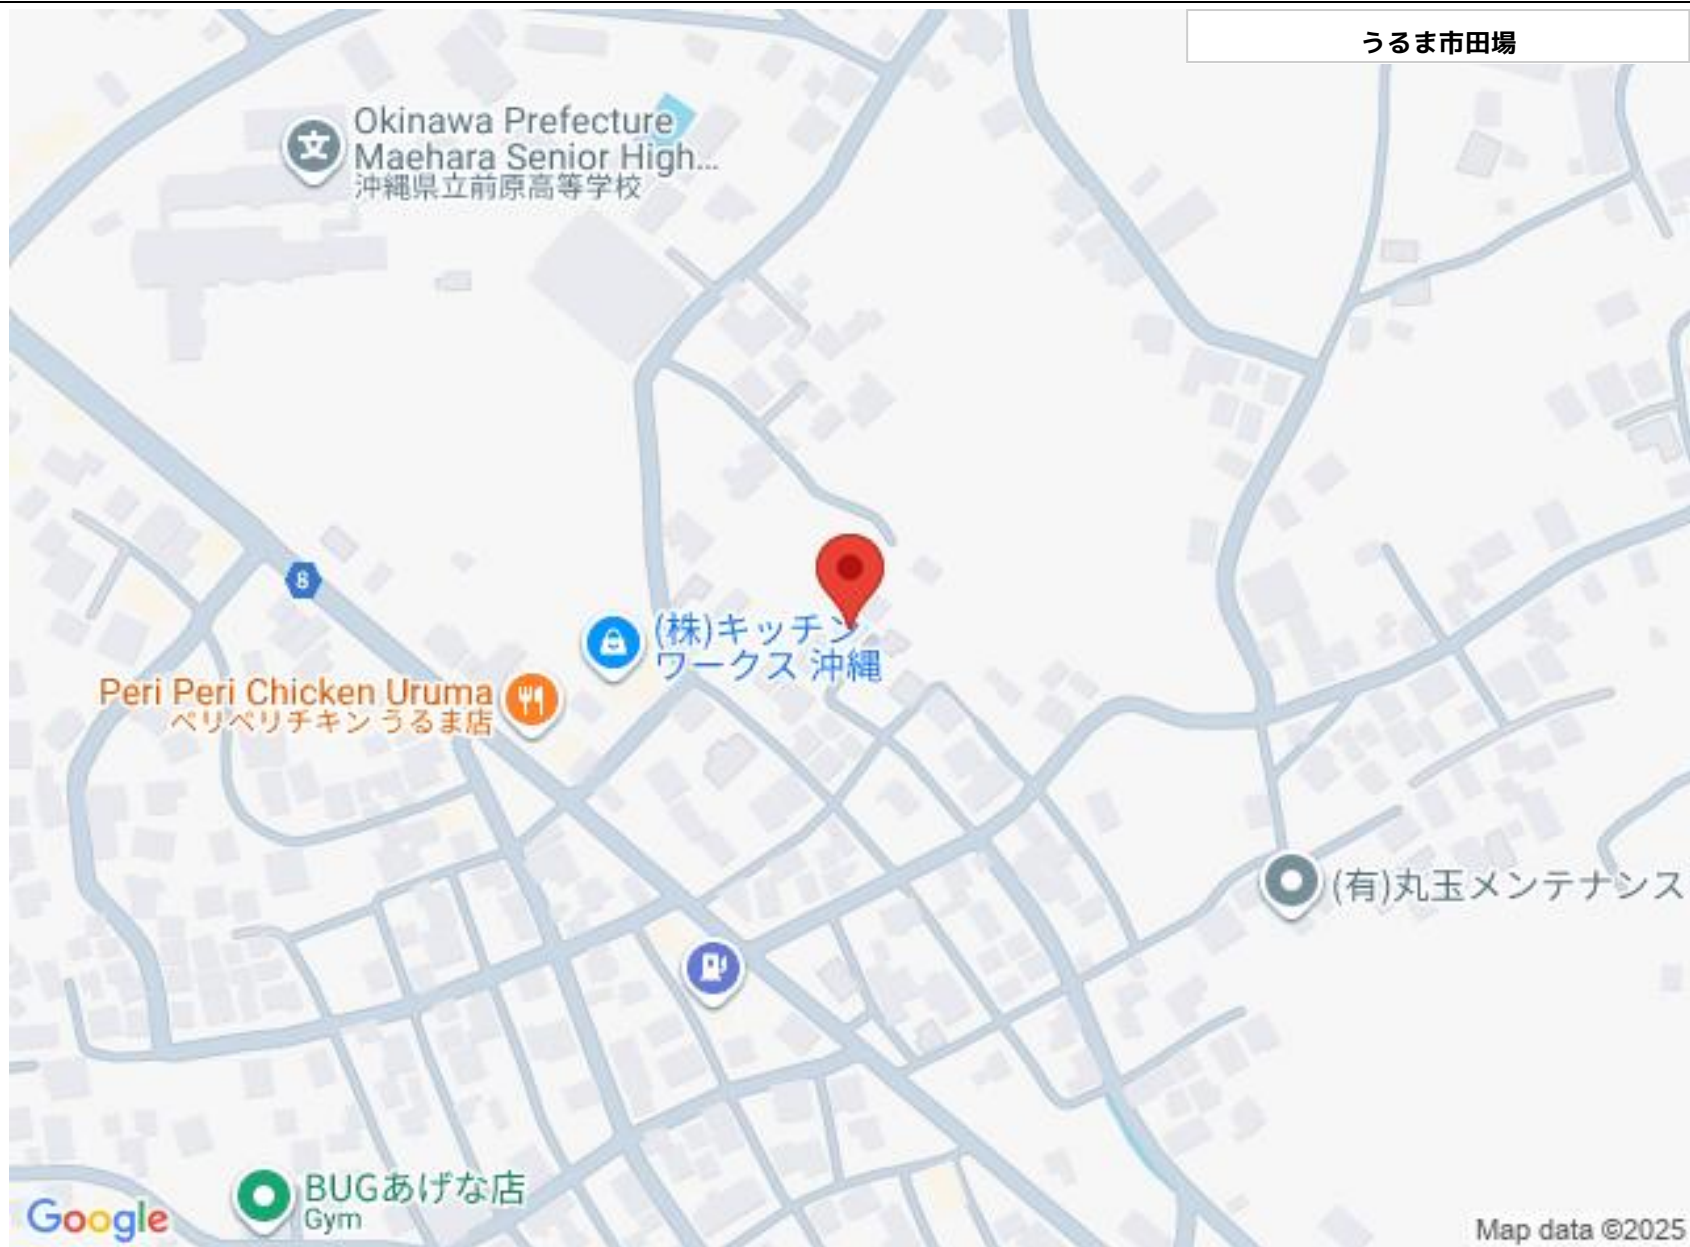 うるま市田場
Okinawa Prefecture
Maehara Senior High...
沖縄県立前原高等学校
文
8
(株)キッチン
ワークス 沖縄
Peri Peri Chicken Uruma
ペリペリチキン うるま店
(有)丸玉メンテナンス
BUGあげな店
Gym
Google
Map data ©2025